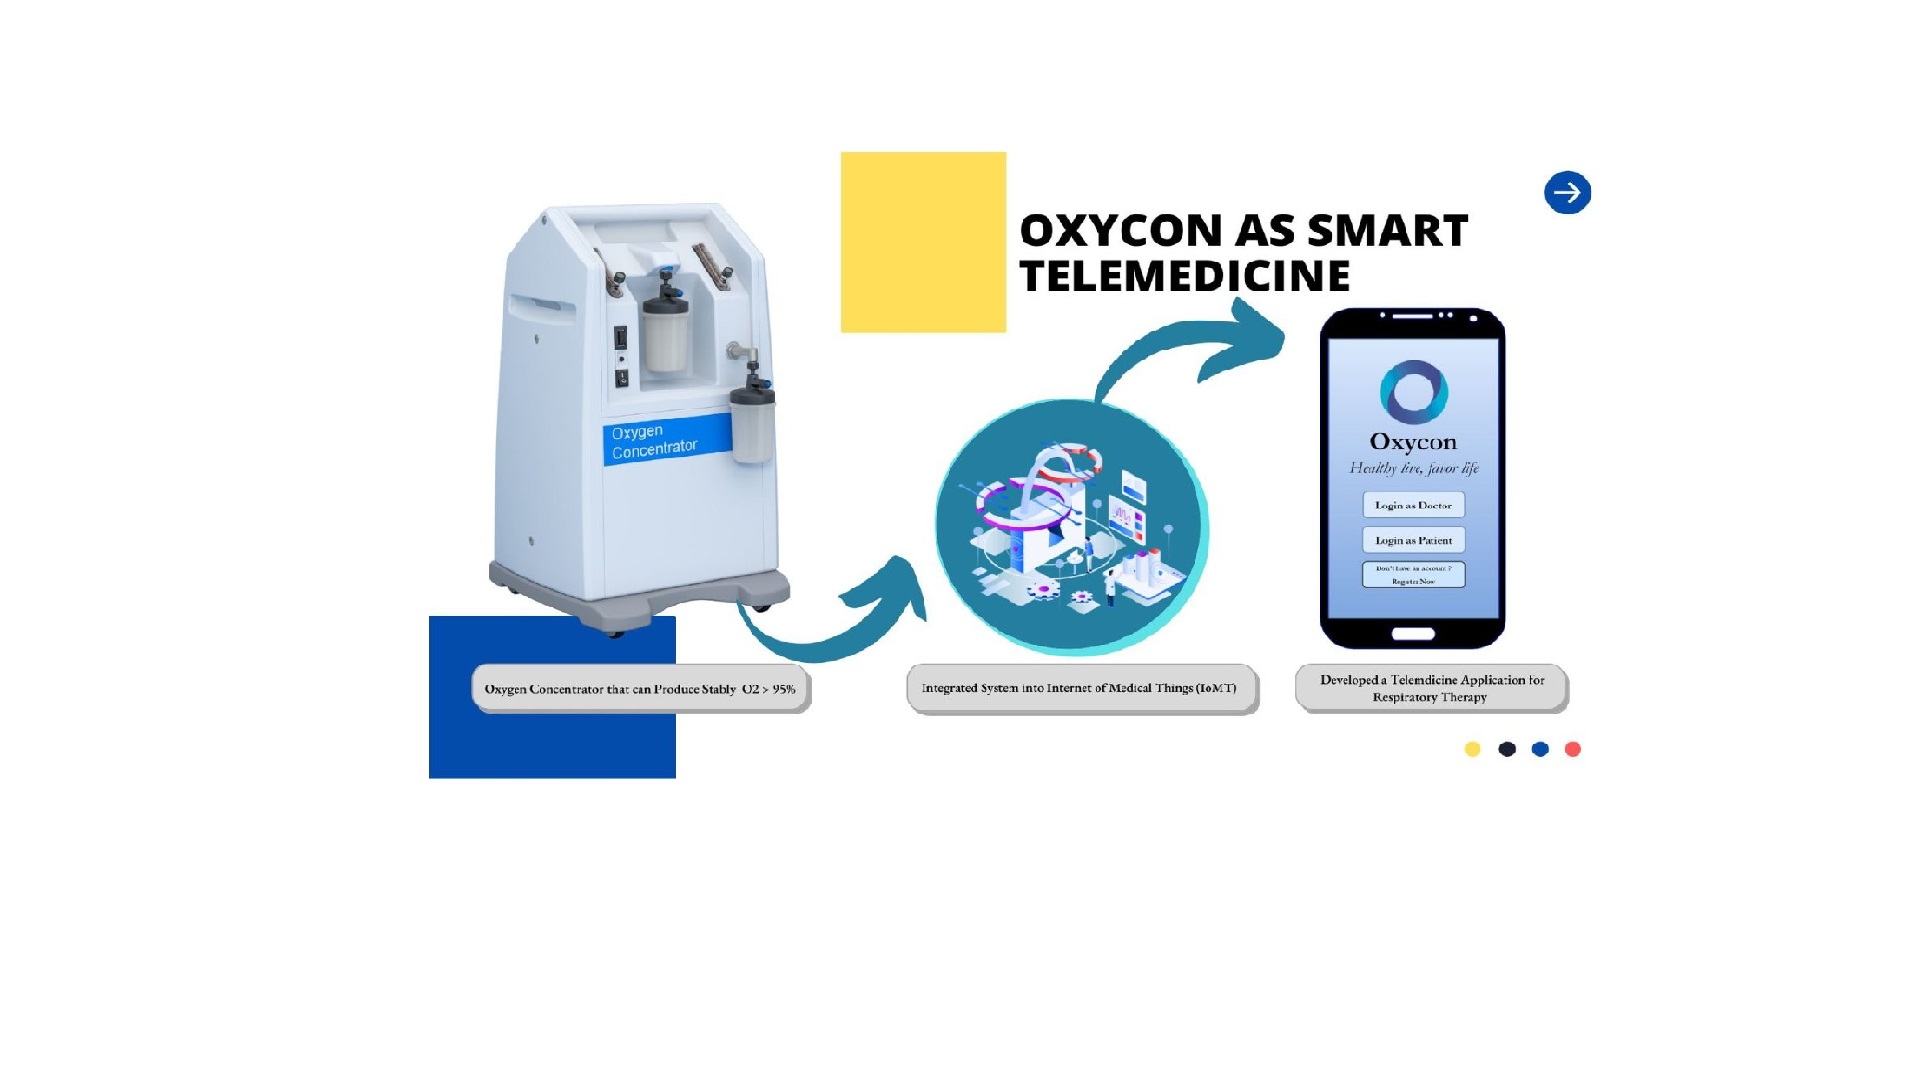 OXYCON AS SMART
TELEMEDICINE
Oxygen
Concentrator
Oxycon
Healthy live, favor life
Login as Doctor
Login as Patient
Don't have an account ?
Register Now
Oxygen Concentrator that can Produce Stably O2 > 95%
Integrated System into Internet of Medical Things (IoMT)
Developed a Telemdicine Application for
Respiratory Therapy